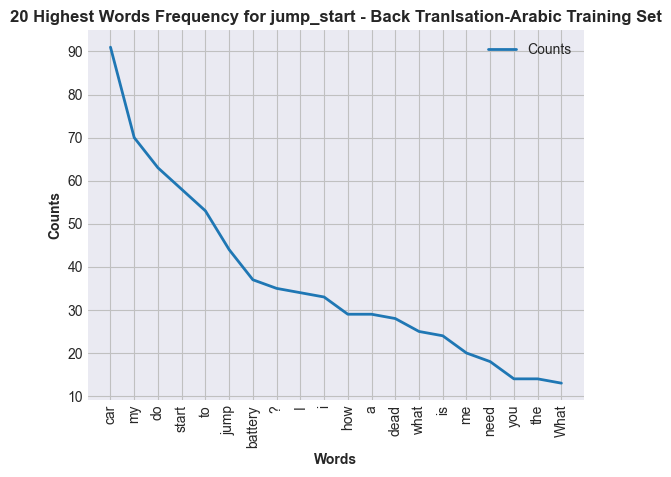 20 Highest Words Frequency for jump_start - Back Tranlsation-Arabic Training Set
Counts
90
80
70
60
50
40
30
20
10
Counts
car
my
do
start
to
jump
battery
?
I
i
how
a
dead
what
is
me
need
you
the
What
Words